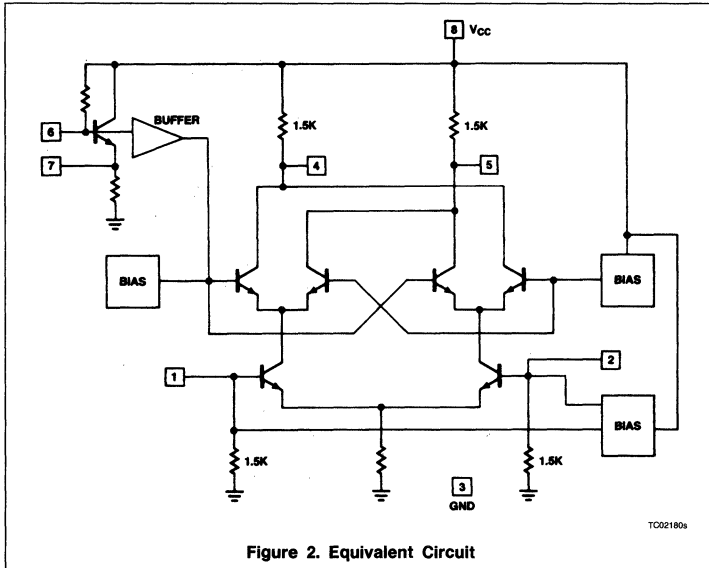 8 VCC
1.5K 1.5K
BUFFER
6
7
4 5
BIAS BIAS
1 2
BIAS
1.5K 1.5K
3
GND
TC02180s
Figure 2. Equivalent Circuit